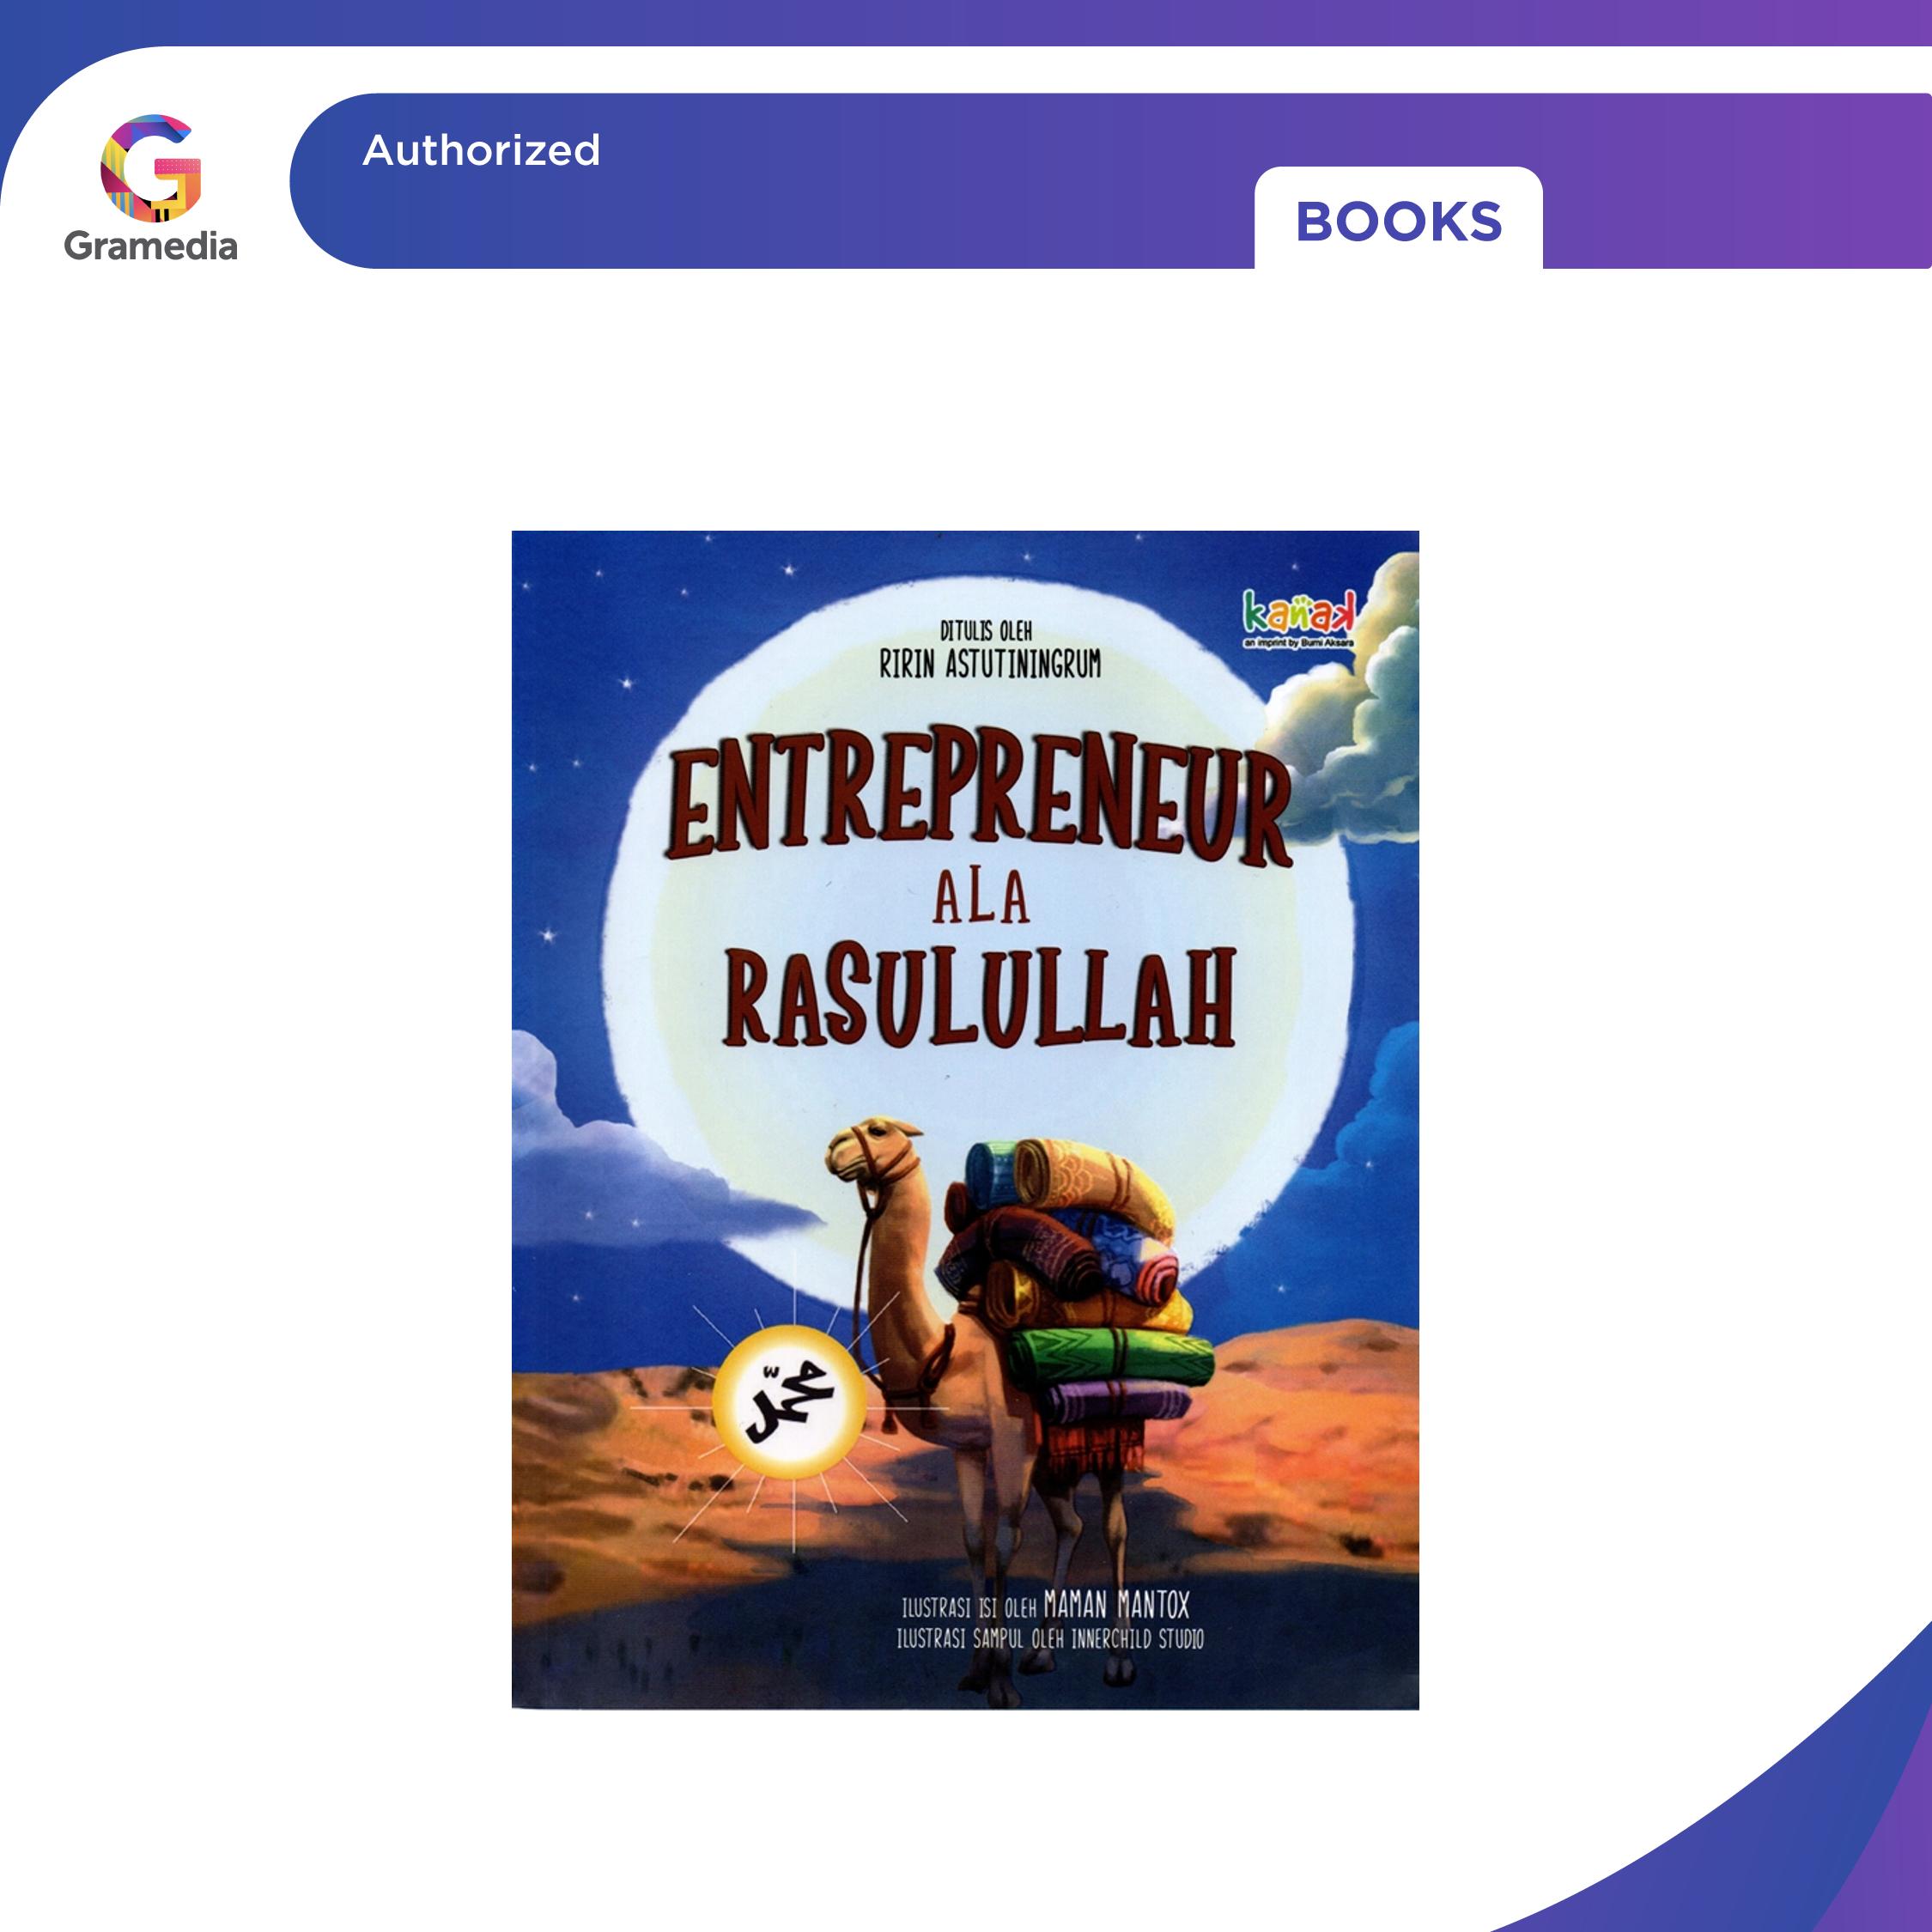 Authorized
Gramedia
BOOKS
DITULIS OLEH
RIRIN ASTUTININGRUM
kanak
an imprint by Bumi Aksara
ENTREPRENEUR
ALA
RASULULLAH
محمد
ILUSTRASI ISI OLEH MAMAN MANTOX
ILUSTRASI SAMPUL OLEH INNERCHILD STUDIO